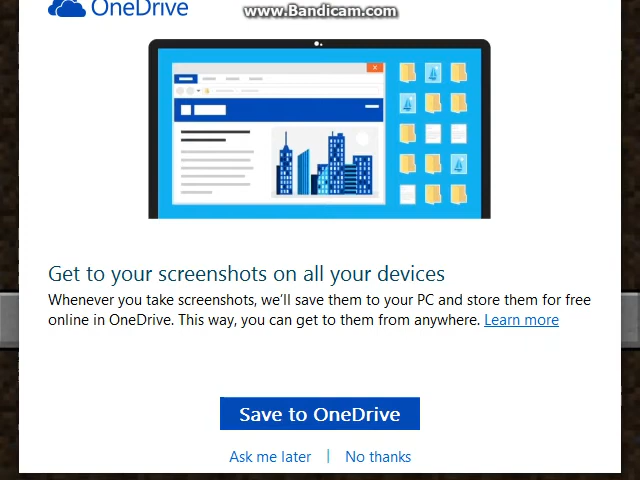 www.Bandicam.com
OneDrive
Get to your screenshots on all your devices
Whenever you take screenshots, we'll save them to your PC and store them for free
online in OneDrive. This way, you can get to them from anywhere. Learn more
Save to OneDrive
Ask me later | No thanks